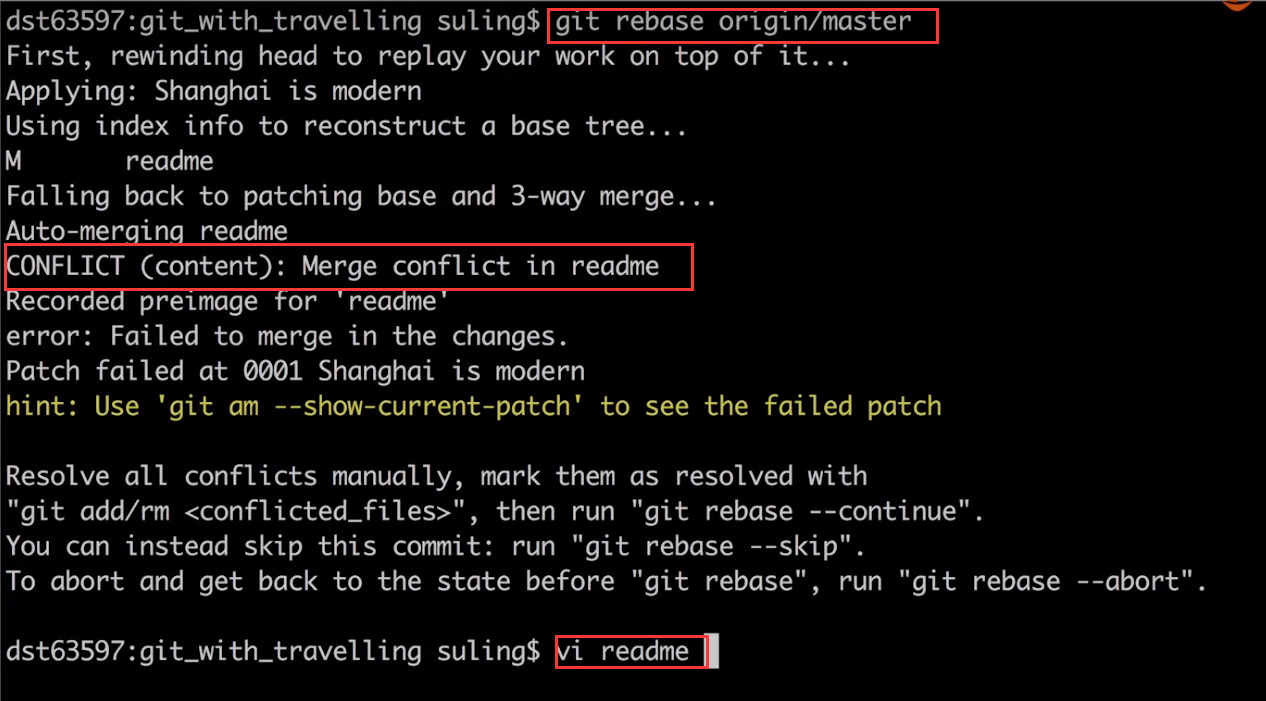 dst63597:git_with_travelling suling$ git rebase origin/master
First, rewinding head to replay your work on top of it...
Applying: Shanghai is modern
Using index info to reconstruct a base tree...
M       readme
Falling back to patching base and 3-way merge...
Auto-merging readme
CONFLICT (content): Merge conflict in readme
Recorded preimage for 'readme'
error: Failed to merge in the changes.
Patch failed at 0001 Shanghai is modern
hint: Use 'git am --show-current-patch' to see the failed patch
Resolve all conflicts manually, mark them as resolved with
"git add/rm <conflicted_files>", then run "git rebase --continue".
You can instead skip this commit: run "git rebase --skip".
To abort and get back to the state before "git rebase", run "git rebase --abort".
dst63597:git_with_travelling suling$ vi readme